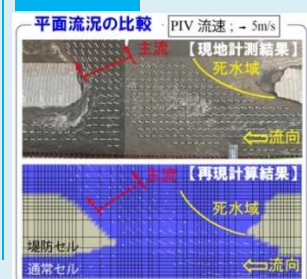 平面流況の比較
PIV 流速 ; → 5m/s
主流
【現地計測結果】
死水域
⇦流向
主流
【再現計算結果】
死水域
堤防セル
通常セル
⇦流向